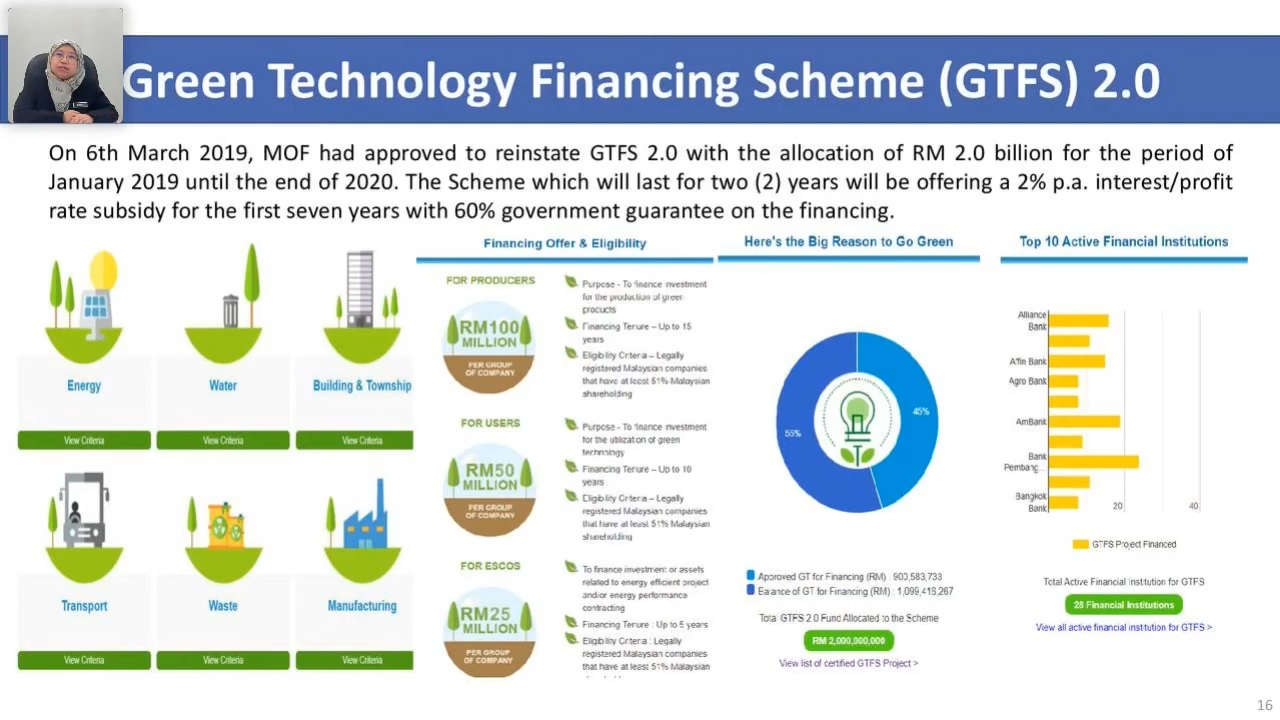 Green Technology Financing Scheme (GTFS) 2.0
On 6th March 2019, MOF had approved to reinstate GTFS 2.0 with the allocation of RM 2.0 billion for the period of
January 2019 until the end of 2020. The Scheme which will last for two (2) years will be offering a 2% p.a. interest/profit
rate subsidy for the first seven years with 60% government guarantee on the financing.
Energy
View Criteria
Water
View Criteria
Building & Township
View Criteria
Transport
View Criteria
Waste
View Criteria
Manufacturing
View Criteria
Financing Offer & Eligibility
FOR PRODUCERS
RM100
MILLION
PER GROUP
OF COMPANY
Purpose - To finance investment
for the production of green
products
Financing Tenure – Up to 15
years
Eligibility Criteria – Legally
registered Malaysian companies
that have at least 51% Malaysian
shareholding
FOR USERS
RM50
MILLION
PER GROUP
OF COMPANY
Purpose - To finance investment
for the utilization of green
technology
Financing Tenure – Up to 10
years
Eligibility Criteria – Legally
registered Malaysian companies
that have at least 51% Malaysian
shareholding
FOR ESCOS
RM25
MILLION
PER GROUP
OF COMPANY
To finance investment or assets
related to energy efficient project
and/or energy performance
contracting
Financing Tenure : Up to 5 years
Eligibility Criteria : Legally
registered Malaysian companies
that have at least 51% Malaysian
Here's the Big Reason to Go Green
45%
55%
Approved GT for Financing (RM) : 900,583,733
Balance of GT for Financing (RM) : 1,099,416,267
Total GTFS 2.0 Fund Allocated to the Scheme
RM 2,000,000,000
View list of certified GTFS Project >
Top 10 Active Financial Institutions
Alliance
Bank
Affin Bank
Agro Bank
AmBank
Bank
Pembang...
Bangkok
Bank
20
40
GTFS Project Financed
Total Active Financial Institution for GTFS
28 Financial Institutions
View all active financial institution for GTFS >
16